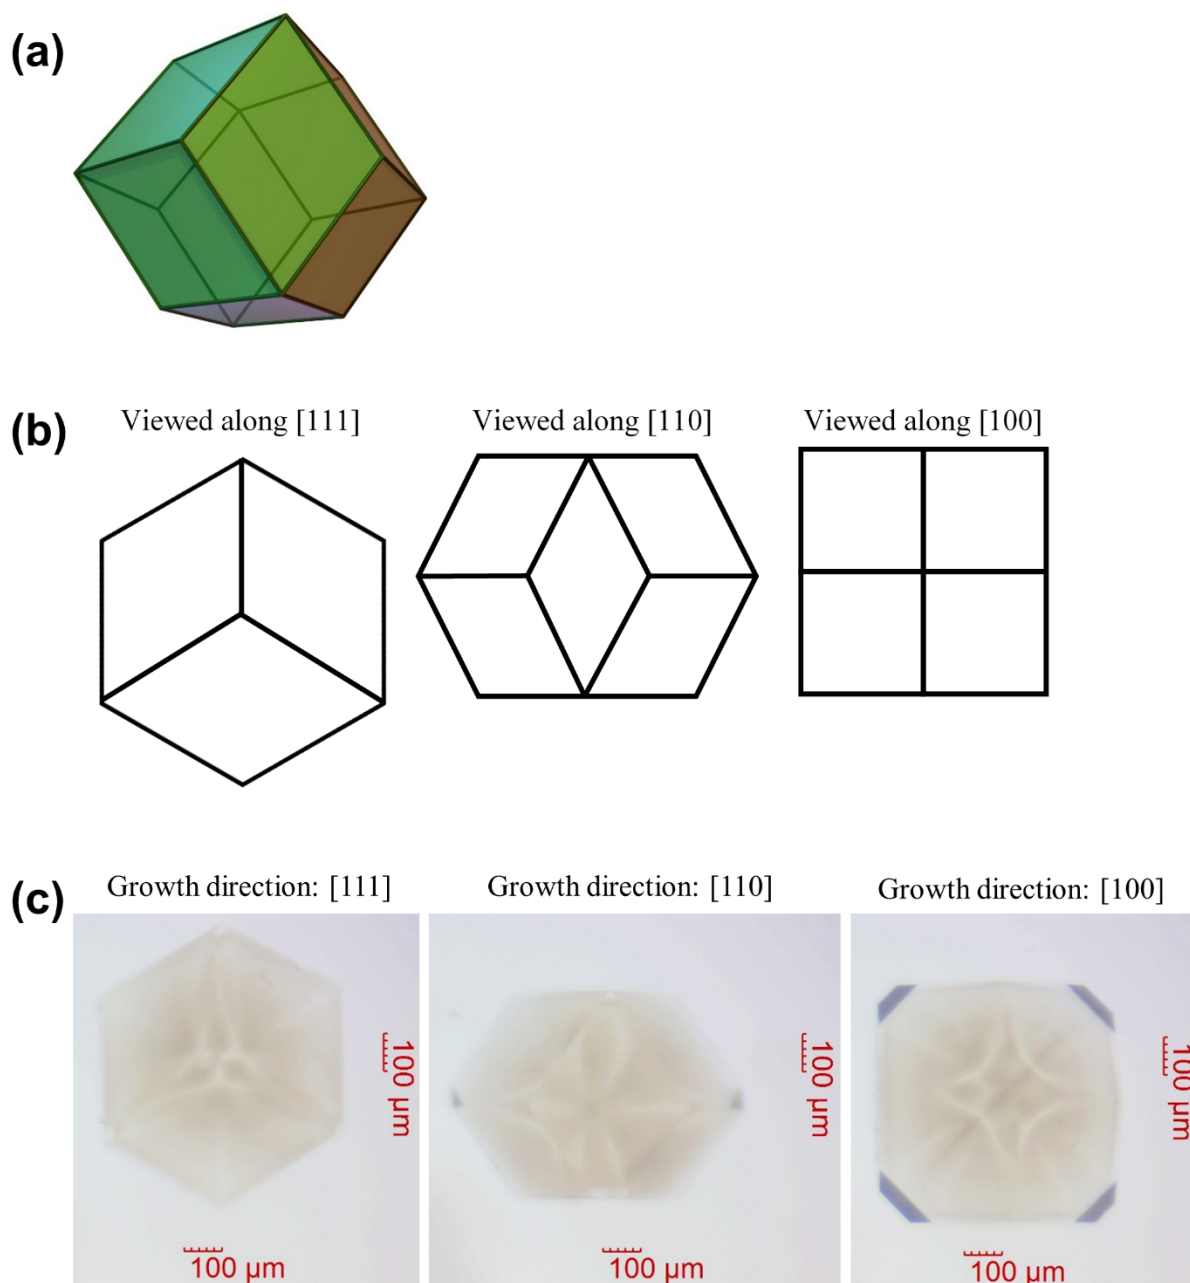 (a)
(b)
Viewed along [111]
Viewed along [110]
Viewed along [100]
(c)
Growth direction: [111]
Growth direction: [110]
Growth direction: [100]
100 µm
100 µm
100 µm
100 µm
100 µm
100 µm